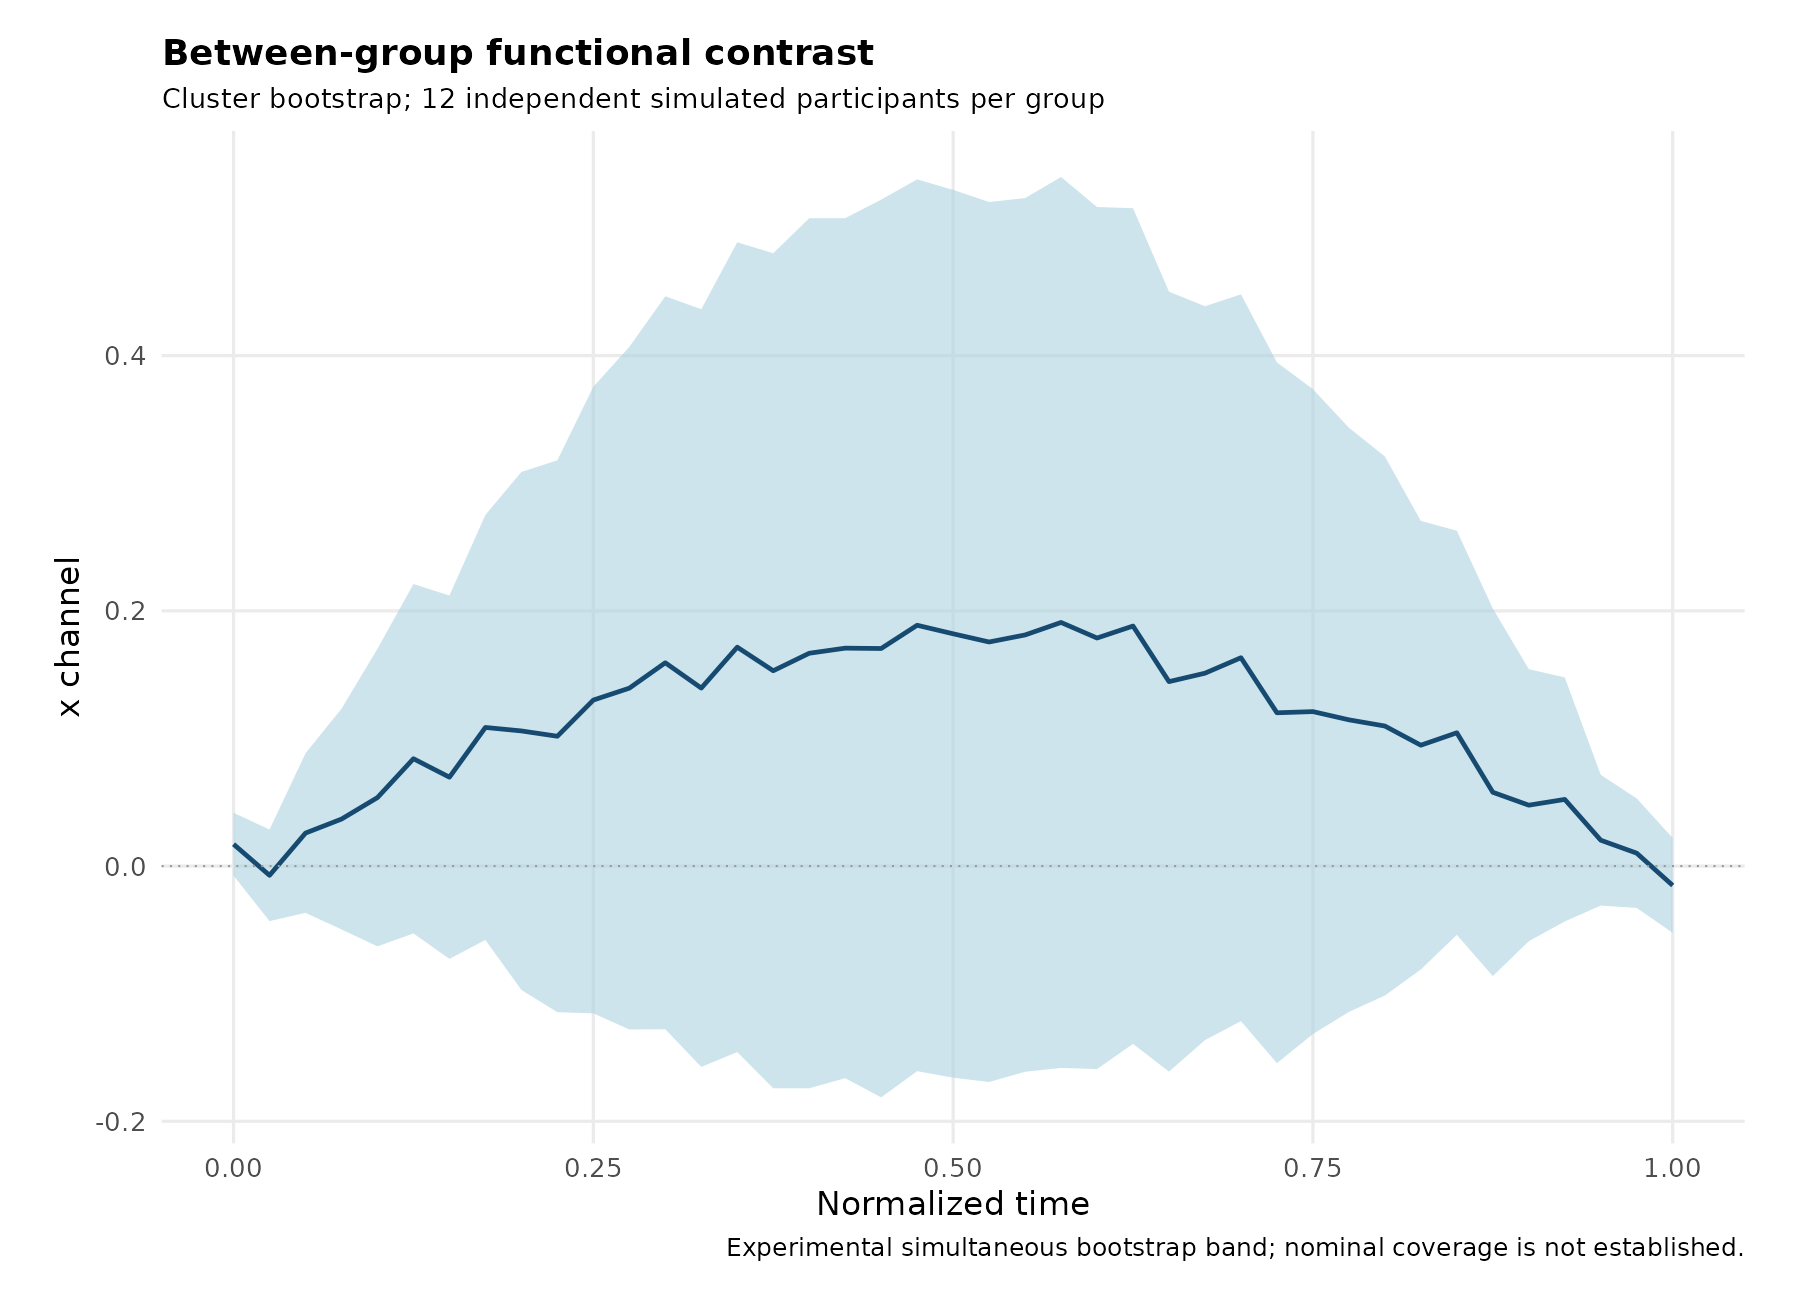 Between-group functional contrast
Cluster bootstrap; 12 independent simulated participants per group
x channel
0.4
0.2
0.0
-0.2
0.00 0.25 0.50 0.75 1.00
Normalized time
Experimental simultaneous bootstrap band; nominal coverage is not established.